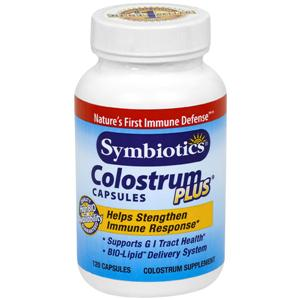 Nature's First Immune Defense
Symbiotics®
Colostrum
PLUS®
CAPSULES
Helps Stengthen
Immune Response*
• Supports G I Tract Health*
• BIO-Lipid™ Delivery System
120 CAPSULES COLOSTRUM SUPPLEMENT